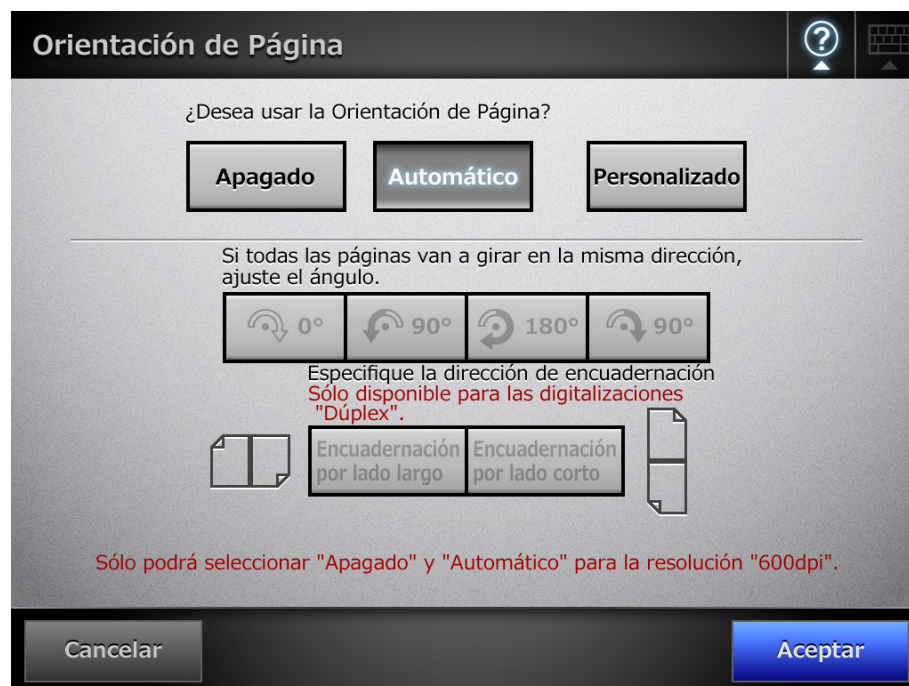 Orientación de Página
?
¿Desea usar la Orientación de Página?
Apagado
Automático
Personalizado
Si todas las páginas van a girar en la misma dirección,
ajuste el ángulo.
0°
90°
180°
90°
Especifique la dirección de encuadernación
Sólo disponible para las digitalizaciones
"Dúplex".
Encuadernación
por lado largo
Encuadernación
por lado corto
Sólo podrá seleccionar "Apagado" y "Automático" para la resolución "600dpi".
Cancelar
Aceptar